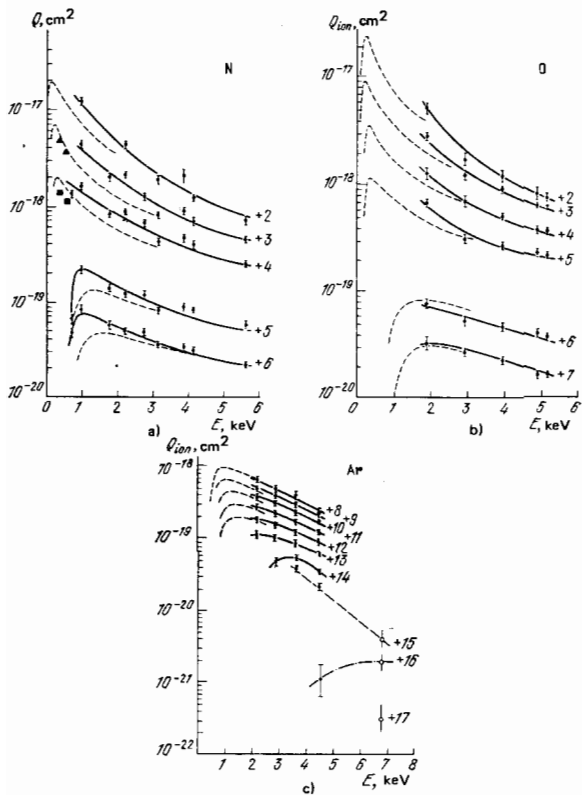 Q, cm²
N
10⁻¹⁷
10⁻¹⁸
10⁻¹⁹
10⁻²⁰
+2
+3
+4
+5
+6
0 1 2 3 4 5 6
E, keV
a)
Qion, cm²
O
10⁻¹⁷
10⁻¹⁸
10⁻¹⁹
10⁻²⁰
+2
+3
+4
+5
+6
+7
0 1 2 3 4 5 6
E, keV
b)
Qion, cm²
Ar
10⁻¹⁸
10⁻¹⁹
10⁻²⁰
10⁻²¹
10⁻²²
+8
+9
+10
+11
+12
+13
+14
+15
+16
+17
0 1 2 3 4 5 6 7 8
E, keV
c)